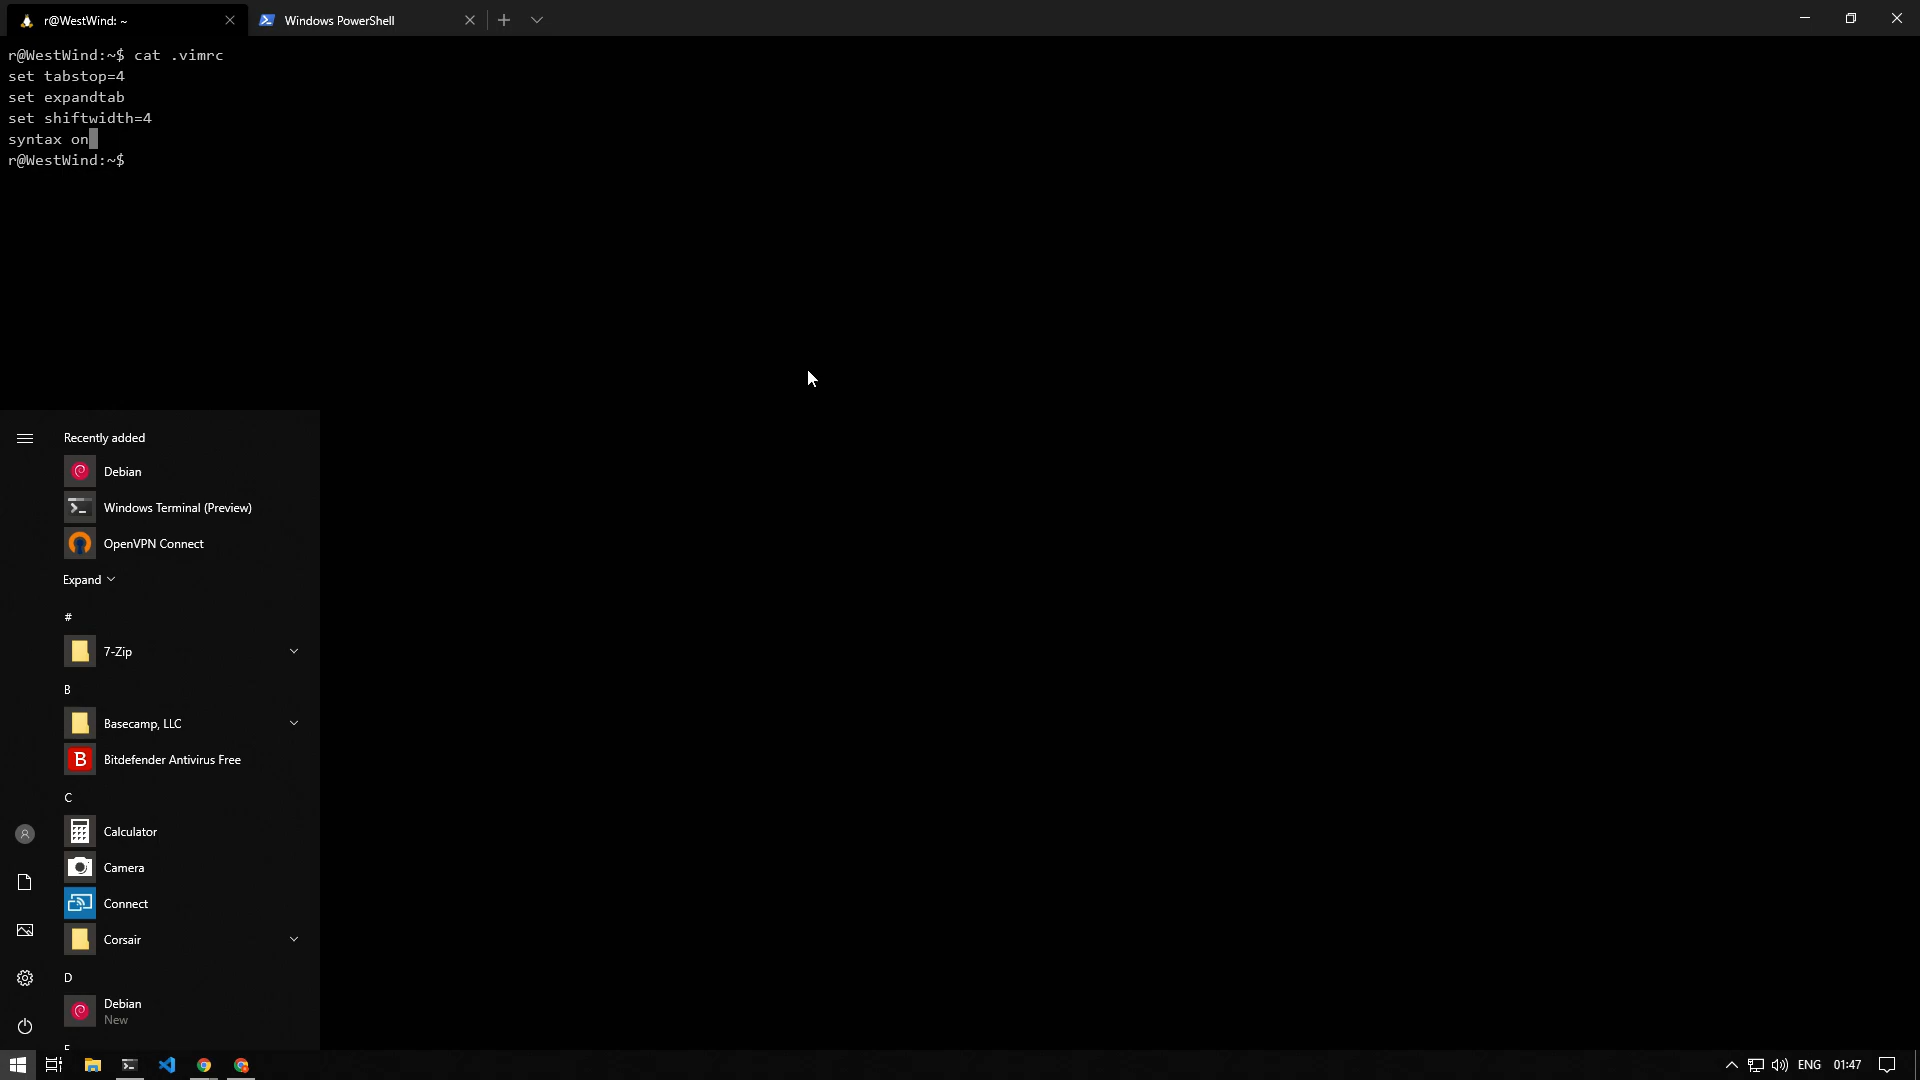 r@WestWind: ~
Windows PowerShell
r@WestWind:~$ cat .vimrc
set tabstop=4
set expandtab
set shiftwidth=4
syntax on
r@WestWind:~$
Recently added
Debian
Windows Terminal (Preview)
OpenVPN Connect
Expand
#
7-Zip
B
Basecamp, LLC
B
Bitdefender Antivirus Free
C
Calculator
Camera
Connect
Corsair
D
Debian
New
ENG
01:47